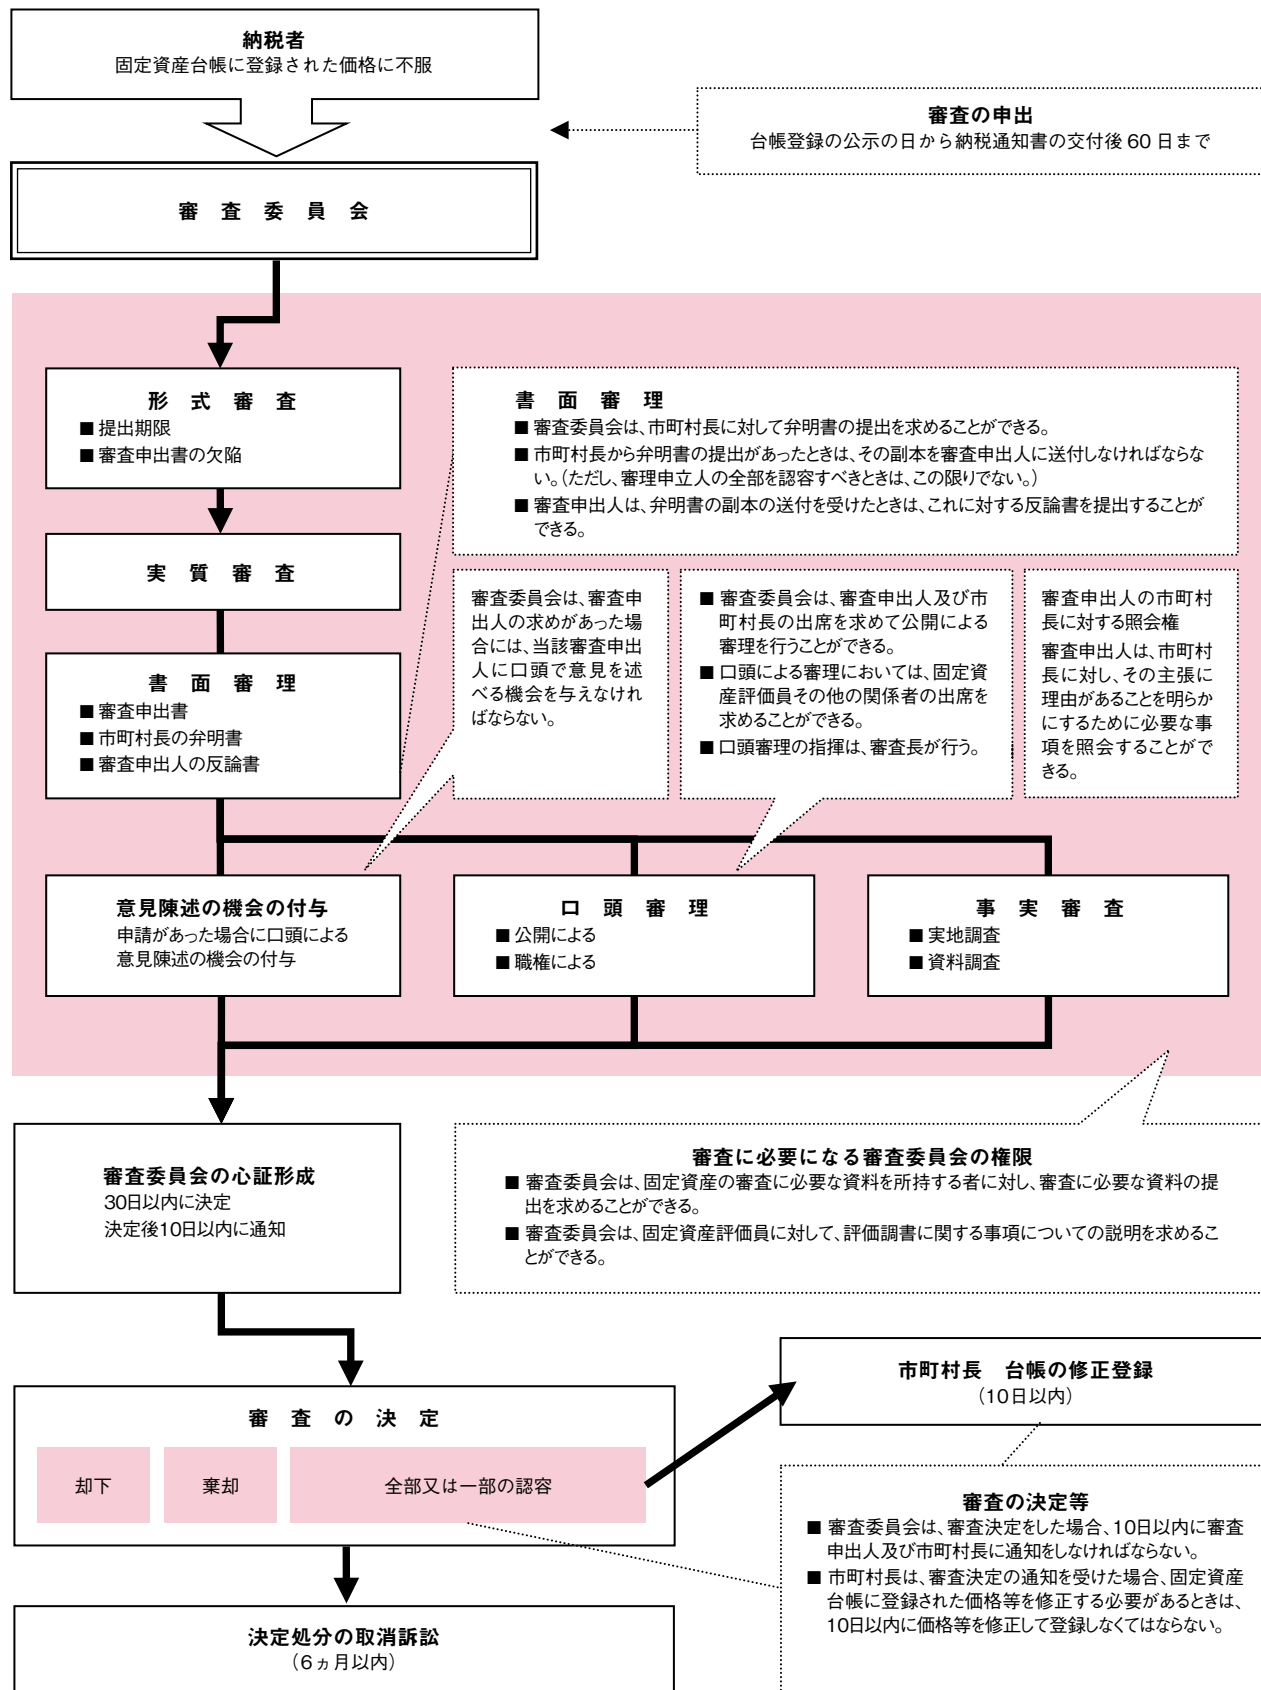 納税者
固定資産台帳に登録された価格に不服
審査の申出
台帳登録の公示の日から納税通知書の交付後 60 日まで
審 査 委 員 会
形 式 審 査
■ 提出期限
■ 審査申出書の欠陥
書 面 審 理
■ 審査委員会は、市町村長に対して弁明書の提出を求めることができる。
■ 市町村長から弁明書の提出があったときは、その副本を審査申出人に送付しなければならな
い。（ただし、審理申立人の全部を認容すべきときは、この限りでない。）
■ 審査申出人は、弁明書の副本の送付を受けたときは、これに対する反論書を提出することが
できる。
実 質 審 査
審査委員会は、審査申
出人の求めがあった場
合には、当該審査申出
人に口頭で意見を述
べる機会を与えなけれ
ばならない。
■ 審査委員会は、審査申出人及び市
町村長の出席を求めて公開による
審理を行うことができる。
■ 口頭による審理においては、固定資
産評価員その他の関係者の出席を
求めることができる。
■ 口頭審理の指揮は、審査長が行う。
審査申出人の市町村
長に対する照会権
審査申出人は、市町村
長に対し、その主張に
理由があることを明らか
にするために必要な事
項を照会することがで
きる。
書 面 審 理
■ 審査申出書
■ 市町村長の弁明書
■ 審査申出人の反論書
意見陳述の機会の付与
申請があった場合に口頭による
意見陳述の機会の付与
口 頭 審 理
■ 公開による
■ 職権による
事 実 審 査
■ 実地調査
■ 資料調査
審査委員会の心証形成
30日以内に決定
決定後10日以内に通知
審査に必要になる審査委員会の権限
■ 審査委員会は、固定資産の審査に必要な資料を所持する者に対し、審査に必要な資料の提
出を求めることができる。
■ 審査委員会は、固定資産評価員に対して、評価調書に関する事項についての説明を求めるこ
とができる。
審 査 の 決 定
却下
棄却
全部又は一部の認容
市町村長 台帳の修正登録
（10日以内）
審査の決定等
■ 審査委員会は、審査決定をした場合、10日以内に審査
申出人及び市町村長に通知をしなければならない。
■ 市町村長は、審査決定の通知を受けた場合、固定資産
台帳に登録された価格等を修正する必要があるときは、
10日以内に価格等を修正して登録しなくてはならない。
決定処分の取消訴訟
（6ヵ月以内）